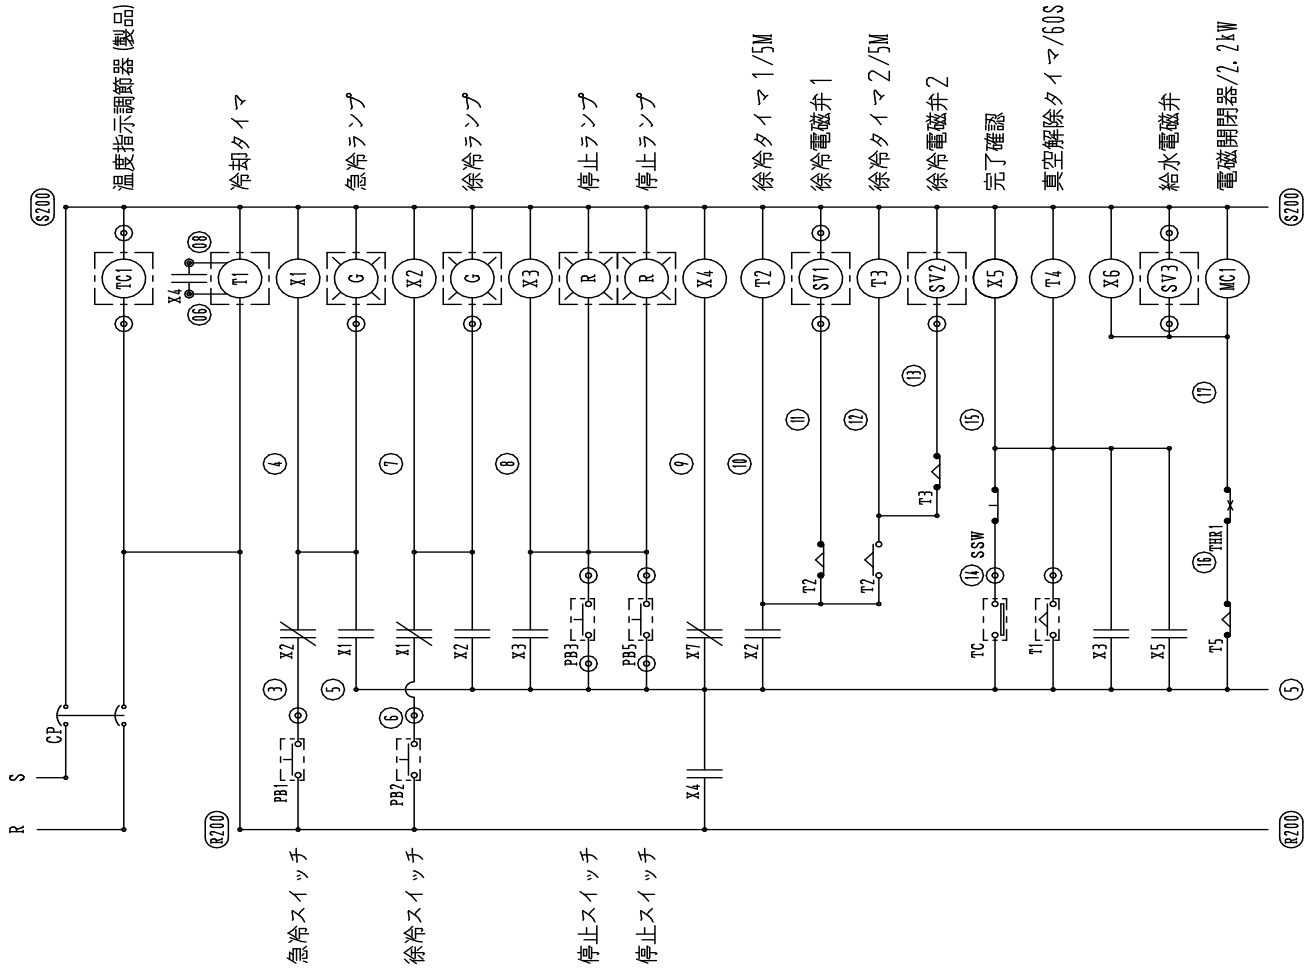 R
S
CP
S200
TC1
温度指示調節器(製品)
X4
06
08
R200
T1
冷却タイマ
急冷スイッチ
PB1
3
X2
4
X1
5
X1
G
急冷ランプ
徐冷スイッチ
PB2
6
X1
7
X2
X2
G
徐冷ランプ
X3
8
X3
停止スイッチ
PB3
R
停止ランプ
停止スイッチ
PB5
R
停止ランプ
X4
X7
9
X4
X2
10
T2
徐冷タイマ1/5M
T2
11
SV1
徐冷電磁弁1
T2
12
T3
徐冷タイマ2/5M
T3
13
SV2
徐冷電磁弁2
TC
14
SSW
15
X5
完了確認
T1
T4
真空解除タイマ/60S
X3
X6
X5
SV3
給水電磁弁
T5
16
THR1
17
MC1
電磁開閉器/2.2kW
R200
5
S200